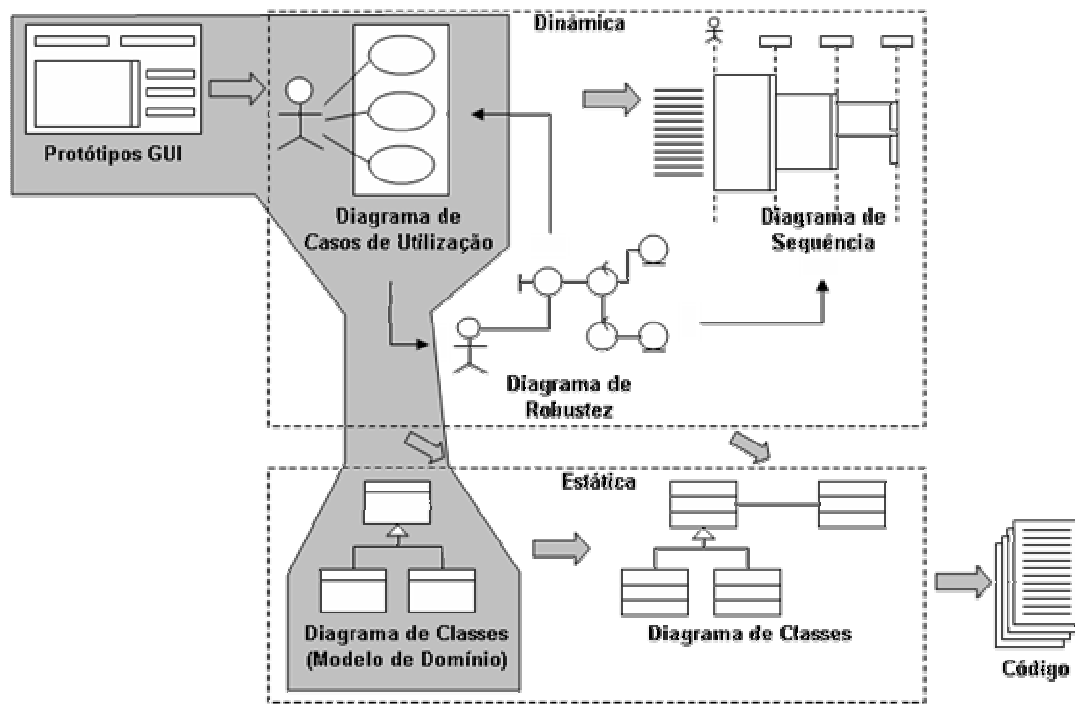 Dinâmica
Protótipos GUI
Diagrama de
Casos de Utilização
Diagrama de
Sequência
Diagrama de
Robustez
Estática
Diagrama de Classes
(Modelo de Domínio)
Diagrama de Classes
Código